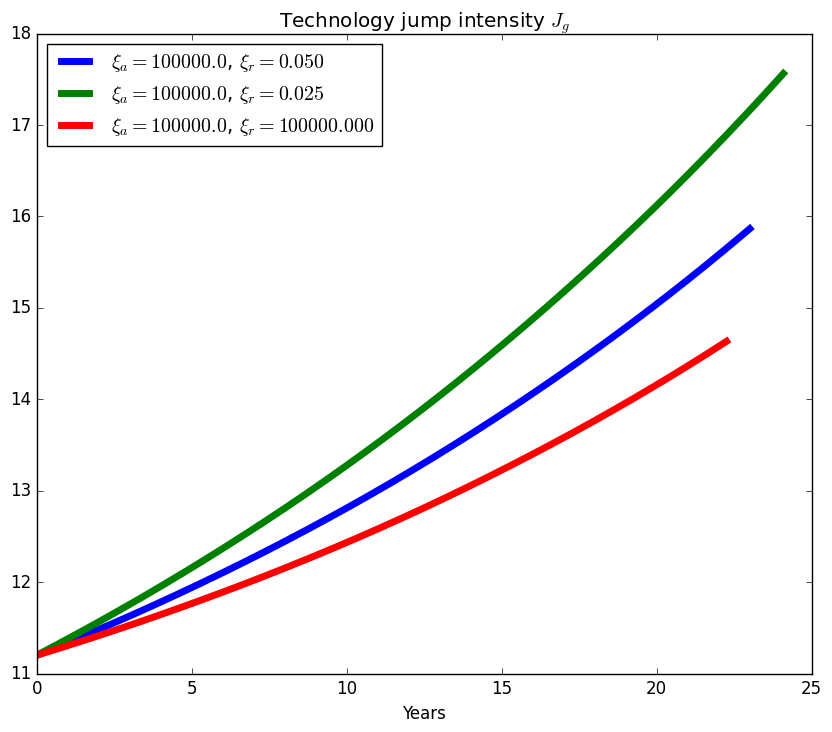 Technology jump intensity J_g
18
17
16
15
14
13
12
11
ξ_a = 100000.0, ξ_r = 0.050
ξ_a = 100000.0, ξ_r = 0.025
ξ_a = 100000.0, ξ_r = 100000.000
0 5 10 15 20 25
Years